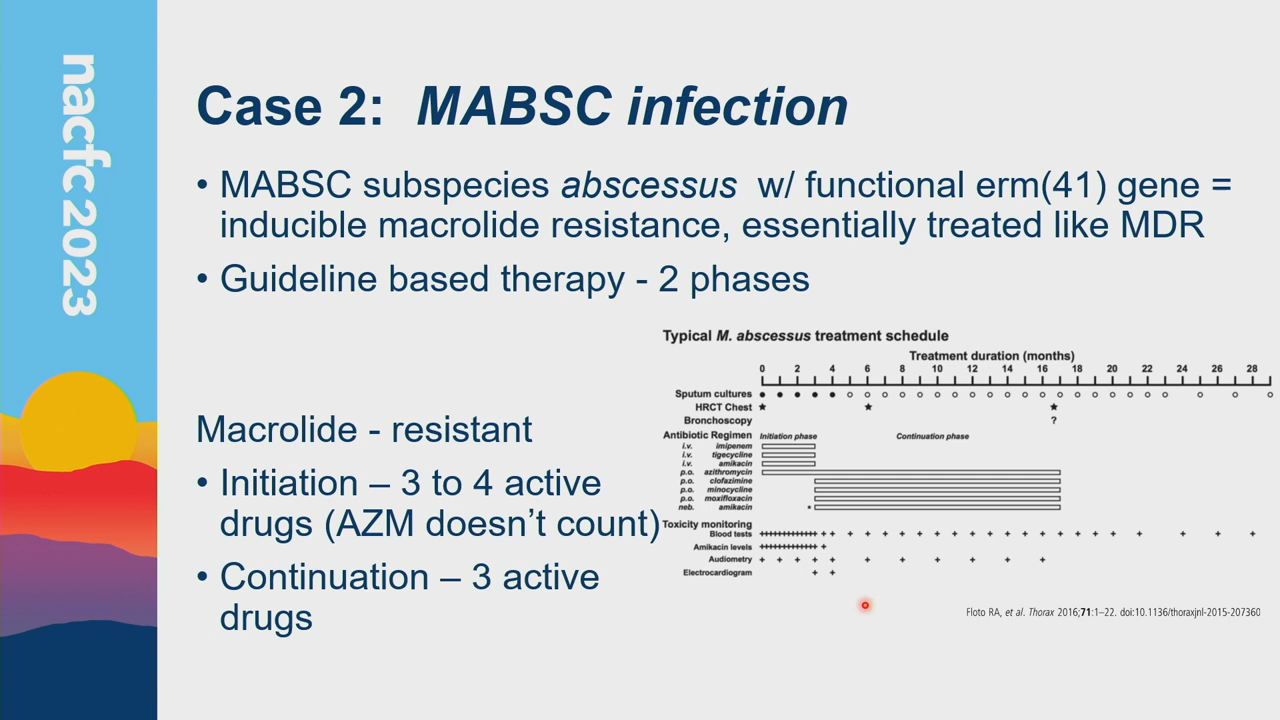 nacfc2023
Case 2: MABSC infection
• MABSC subspecies abscessus w/ functional erm(41) gene =
inducible macrolide resistance, essentially treated like MDR
• Guideline based therapy - 2 phases
Macrolide - resistant
• Initiation – 3 to 4 active
drugs (AZM doesn't count)
• Continuation – 3 active
drugs
Typical M. abscessus treatment schedule
Treatment duration (months)
0 2 4 6 8 10 12 14 16 18 20 22 24 26 28
Sputum cultures
HRCT Chest
Bronchoscopy ?
Antibiotic Regimen Initiation phase Continuation phase
i.v. imipenem
i.v. tigecycline
i.v. amikacin
p.o. azithromycin
p.o. clofazimine
p.o. minocycline
p.o. moxifloxacin
neb. amikacin *
Toxicity monitoring
Blood tests
Amikacin levels
Audiometry
Electrocardiogram
Floto RA, et al. Thorax 2016;71:1–22. doi:10.1136/thoraxjnl-2015-207360